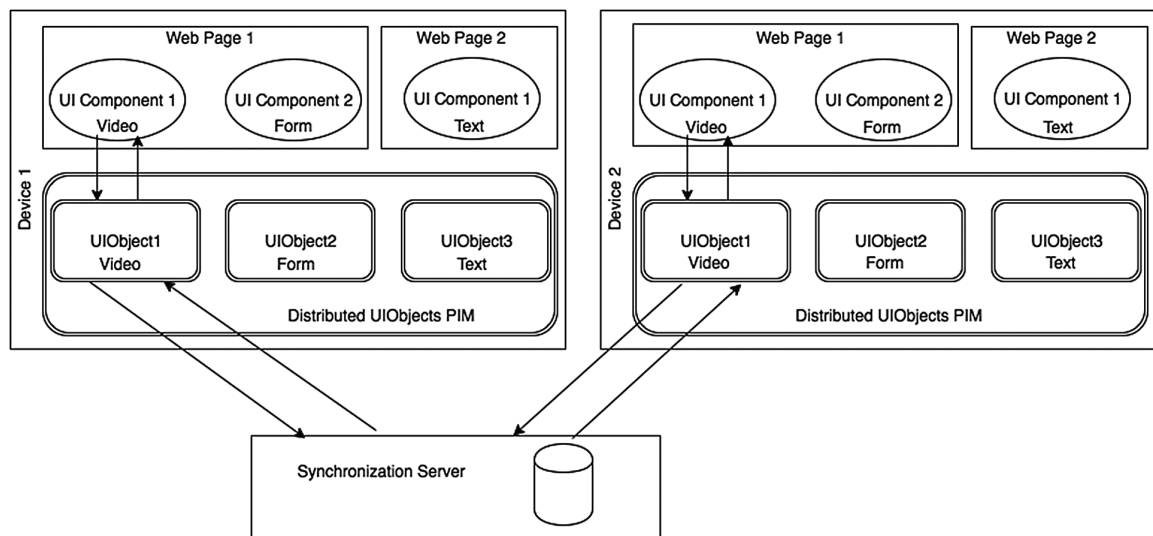 Web Page 1
UI Component 1
Video
UI Component 2
Form
Web Page 2
UI Component 1
Text
Device 1
UIObject1
Video
UIObject2
Form
UIObject3
Text
Distributed UIObjects PIM
Web Page 1
UI Component 1
Video
UI Component 2
Form
Web Page 2
UI Component 1
Text
Device 2
UIObject1
Video
UIObject2
Form
UIObject3
Text
Distributed UIObjects PIM
Synchronization Server